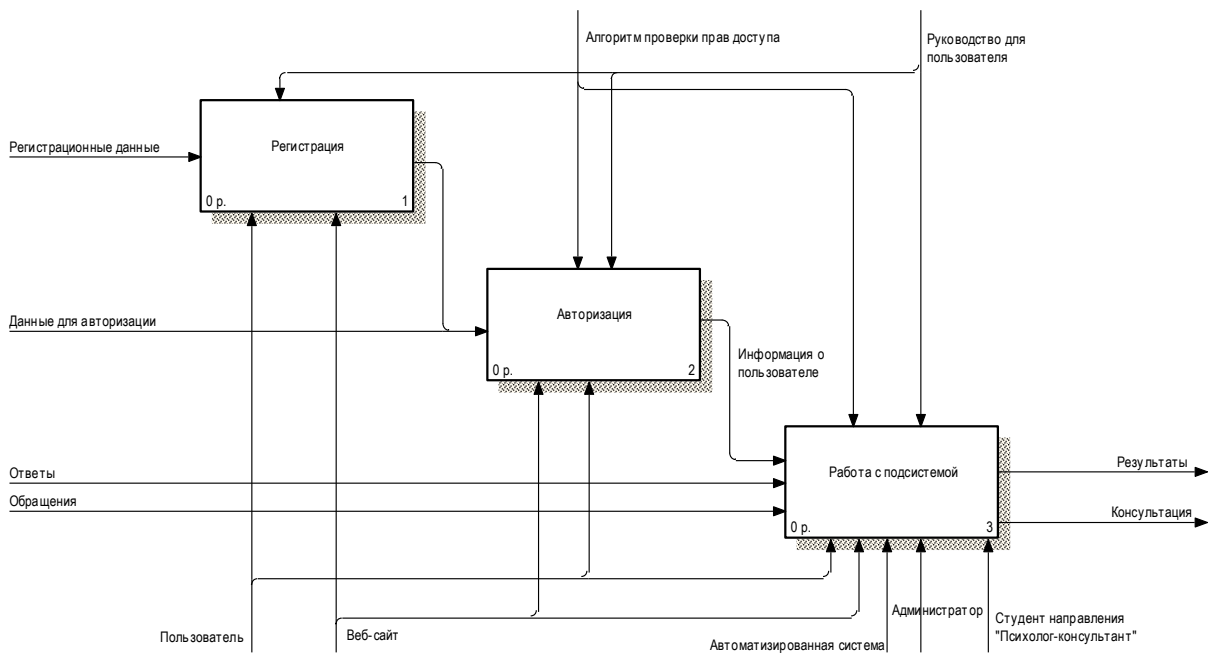 Алгоритм проверки прав доступа
Руководство для
пользователя
Регистрационные данные
Регистрация
0 р.
1
Данные для авторизации
Авторизация
0 р.
2
Информация о
пользователе
Ответы
Обращения
Работа с подсистемой
0 р.
3
Результаты
Консультация
Пользователь
Веб-сайт
Автоматизированная система
Администратор
Студент направления
"Психолог-консультант"